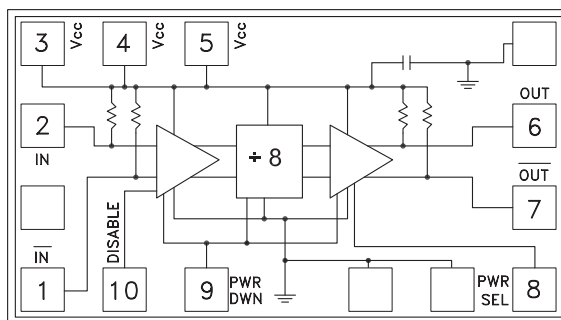 3 Vcc 4 Vcc 5 Vcc
2
IN
÷ 8
OUT
6
OUT
7
IN
1
DISABLE
10
9 PWR DWN
PWR SEL 8